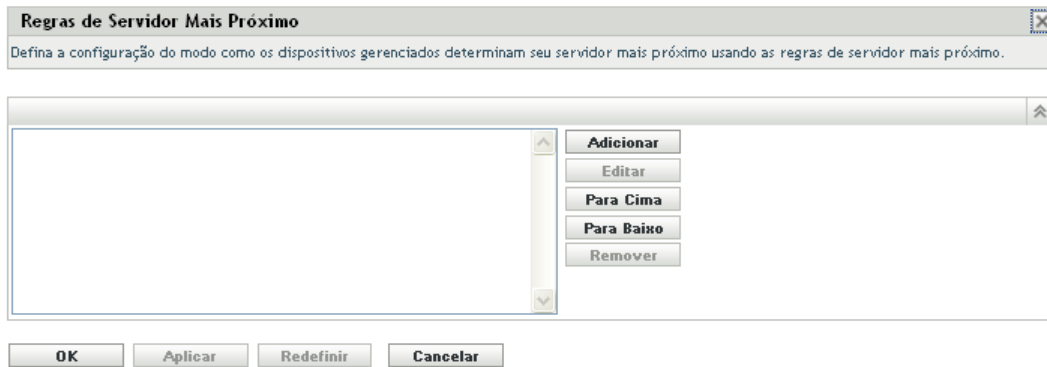 Regras de Servidor Mais Próximo
Defina a configuração do modo como os dispositivos gerenciados determinam seu servidor mais próximo usando as regras de servidor mais próximo.
Adicionar
Editar
Para Cima
Para Baixo
Remover
OK Aplicar Redefinir Cancelar